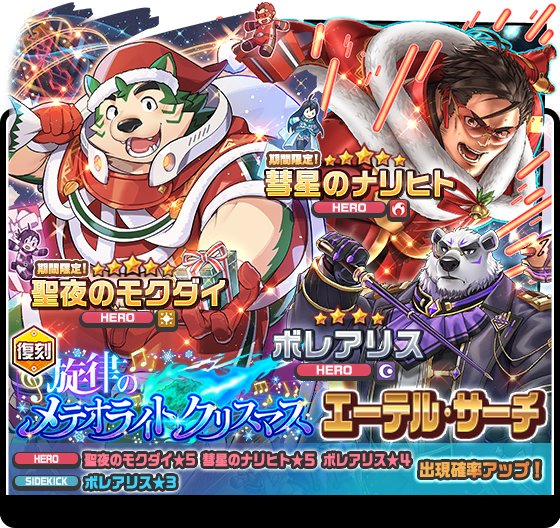 期間限定!
彗星のナリヒト
HERO
期間限定!
聖夜のモクダイ
HERO
ボレアリス
HERO
復刻
旋律の
メテオライトクリスマス
エーテル・サーチ
HERO 聖夜のモクダイ★5 彗星のナリヒト★5 ボレアリス★4
SIDEKICK ボレアリス★3
出現確率アップ!